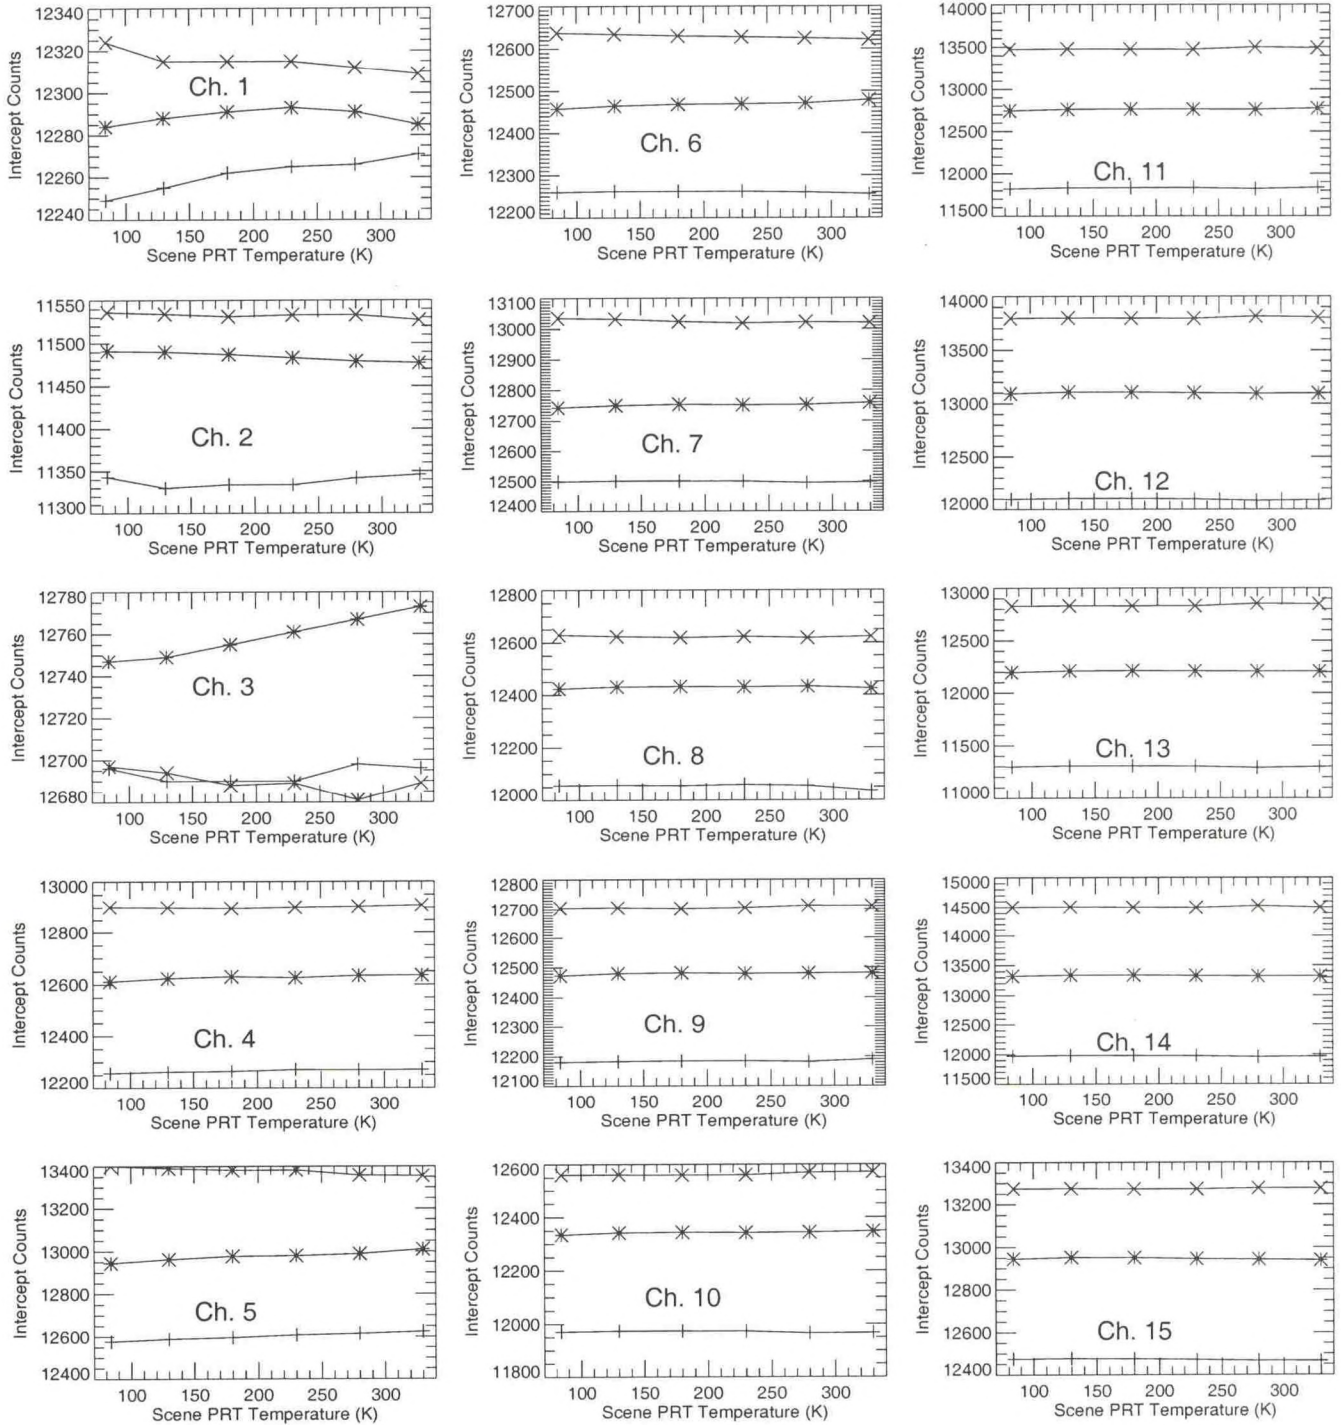 12340
12320
12300
12280
12260
12240
Intercept Counts
Ch. 1
100 150 200 250 300
Scene PRT Temperature (K)
12700
12600
12500
12400
12300
12200
Intercept Counts
Ch. 6
100 150 200 250 300
Scene PRT Temperature (K)
14000
13500
13000
12500
12000
11500
Intercept Counts
Ch. 11
100 150 200 250 300
Scene PRT Temperature (K)
11550
11500
11450
11400
11350
11300
Intercept Counts
Ch. 2
100 150 200 250 300
Scene PRT Temperature (K)
13100
13000
12900
12800
12700
12600
12500
12400
Intercept Counts
Ch. 7
100 150 200 250 300
Scene PRT Temperature (K)
14000
13500
13000
12500
12000
Intercept Counts
Ch. 12
100 150 200 250 300
Scene PRT Temperature (K)
12780
12760
12740
12720
12700
12680
Intercept Counts
Ch. 3
100 150 200 250 300
Scene PRT Temperature (K)
12800
12600
12400
12200
12000
Intercept Counts
Ch. 8
100 150 200 250 300
Scene PRT Temperature (K)
13000
12500
12000
11500
11000
Intercept Counts
Ch. 13
100 150 200 250 300
Scene PRT Temperature (K)
13000
12800
12600
12400
12200
Intercept Counts
Ch. 4
100 150 200 250 300
Scene PRT Temperature (K)
12800
12700
12600
12500
12400
12300
12200
12100
Intercept Counts
Ch. 9
100 150 200 250 300
Scene PRT Temperature (K)
15000
14500
14000
13500
13000
12500
12000
11500
Intercept Counts
Ch. 14
100 150 200 250 300
Scene PRT Temperature (K)
13400
13200
13000
12800
12600
12400
Intercept Counts
Ch. 5
100 150 200 250 300
Scene PRT Temperature (K)
12600
12400
12200
12000
11800
Intercept Counts
Ch. 10
100 150 200 250 300
Scene PRT Temperature (K)
13400
13200
13000
12800
12600
12400
Intercept Counts
Ch. 15
100 150 200 250 300
Scene PRT Temperature (K)